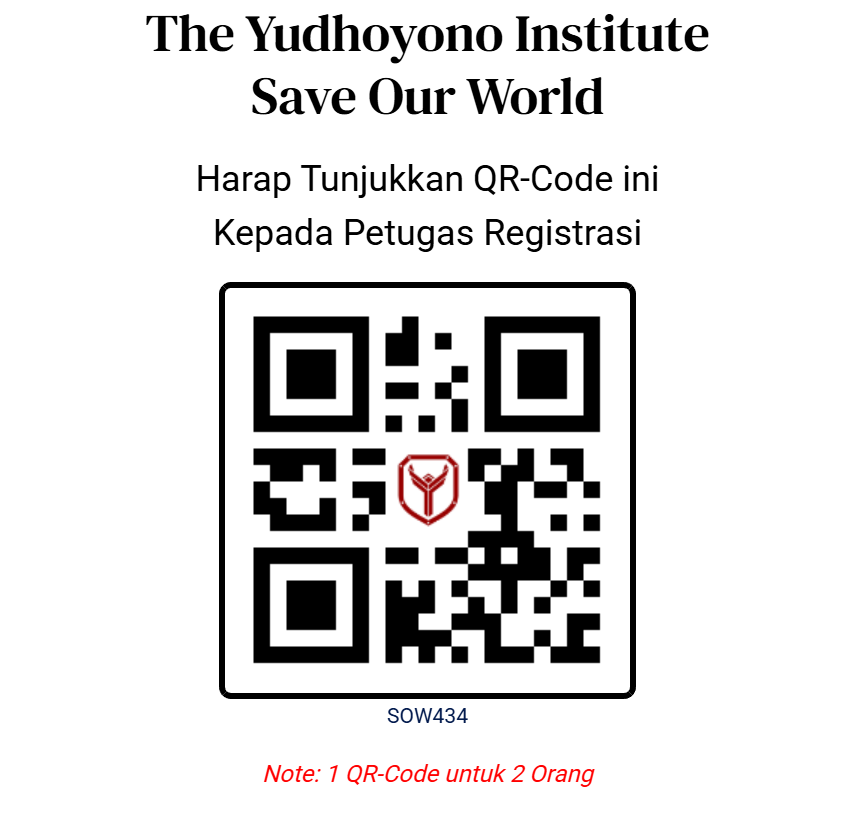 The Yudhoyono Institute
Save Our World
Harap Tunjukkan QR-Code ini
Kepada Petugas Registrasi
SOW434
Note: 1 QR-Code untuk 2 Orang